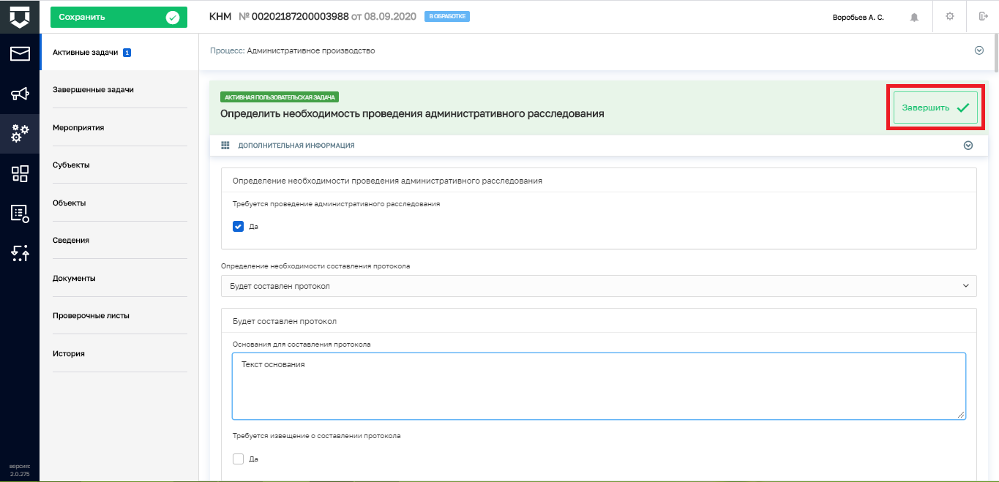 Сохранить
КНМ № 00202187200003988 от 08.09.2020 В ОБРАБОТКЕ
Воробьев А. С.
Активные задачи 1
Завершенные задачи
Мероприятия
Субъекты
Объекты
Сведения
Документы
Проверочные листы
История
версия:
2.0.275
Процесс: Административное производство
АКТИВНАЯ ПОЛЬЗОВАТЕЛЬСКАЯ ЗАДАЧА
Определить необходимость проведения административного расследования
Завершить
ДОПОЛНИТЕЛЬНАЯ ИНФОРМАЦИЯ
Определение необходимости проведения административного расследования
Требуется проведение административного расследования
Да
Определение необходимости составления протокола
Будет составлен протокол
Будет составлен протокол
Основания для составления протокола
Текст основания
Требуется извещение о составлении протокола
Да